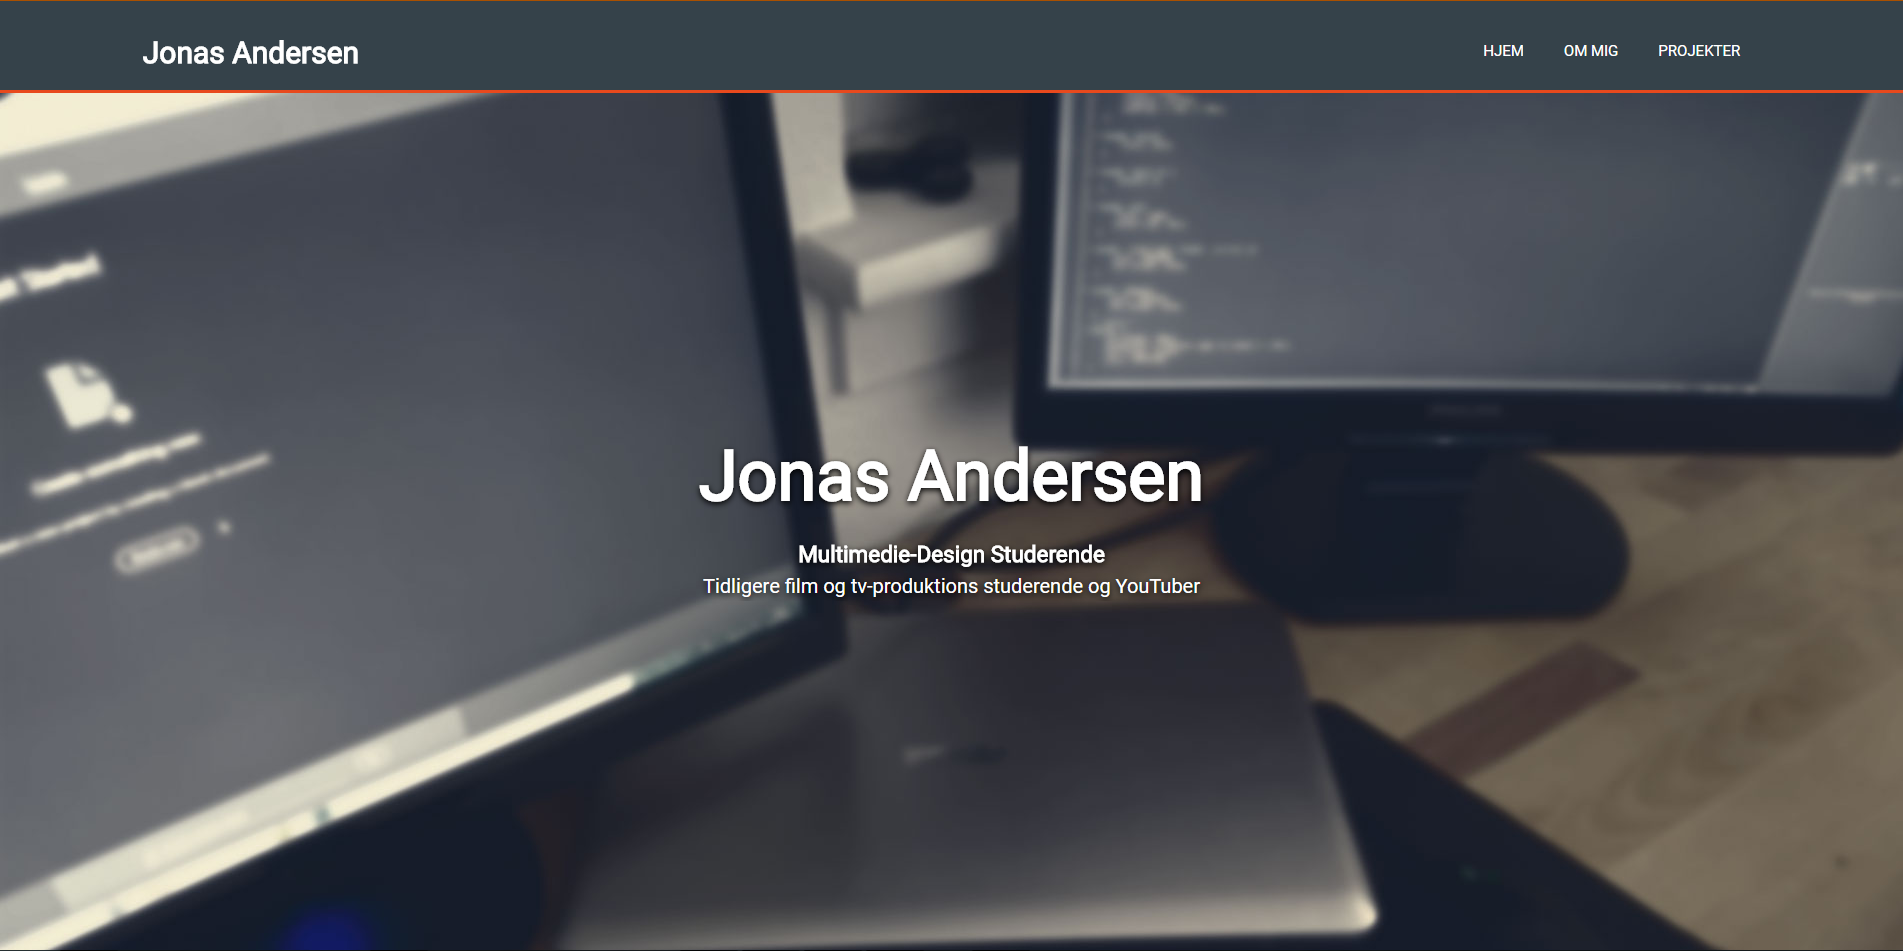 Jonas Andersen
HJEM OM MIG PROJEKTER
Jonas Andersen
Multimedie-Design Studerende
Tidligere film og tv-produktions studerende og YouTuber